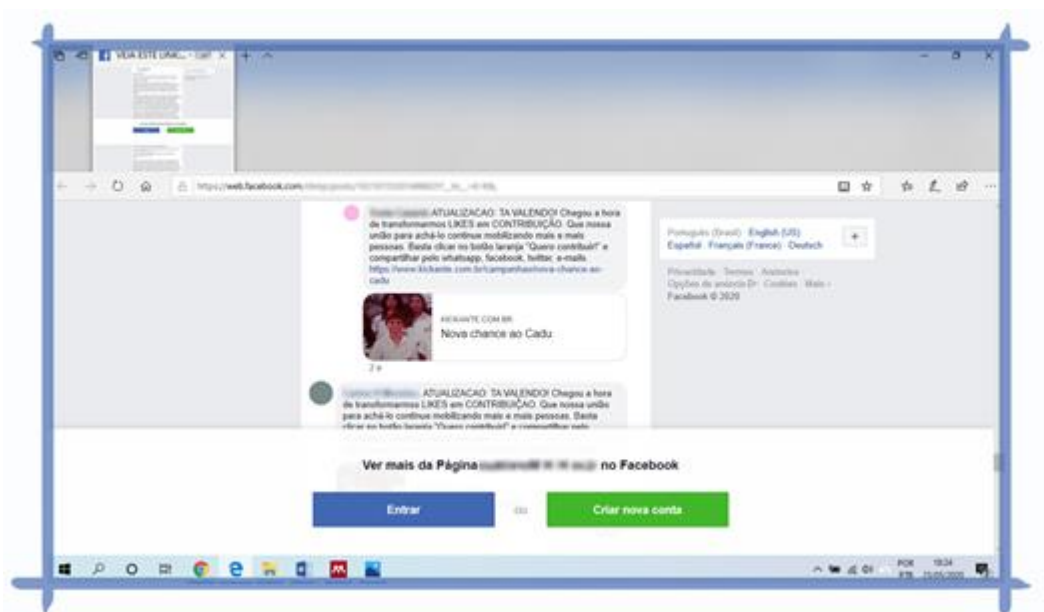 VEJA ESTE LINK...
https://web.facebook.com
ATUALIZACAO: TA VALENDO! Chegou a hora
de transformarmos LIKES em CONTRIBUIÇÃO. Que nossa
união para achá-lo continue mobilizando mais e mais
pessoas. Basta clicar no botão laranja "Quero contribuir!" e
compartilhar pelo whatsapp, facebook, twitter, e-mails.
https://www.kickante.com.br/campanhas/nova-chance-ao-
cadu
KICKANTE.COM.BR
Nova chance ao Cadu
2 a
ATUALIZACAO: TA VALENDO! Chegou a hora
de transformarmos LIKES em CONTRIBUIÇÃO. Que nossa união
para achá-lo continue mobilizando mais e mais pessoas. Basta
clicar no botão laranja "Quero contribuir!" e compartilhar pelo
Português (Brasil) English (US)
Español Français (France) Deutsch
Privacidade Termos Anúncios
Opções de anúncio Cookies Mais
Facebook © 2020
Ver mais da Página
no Facebook
Entrar
ou
Criar nova conta
POR
PTB
19:24